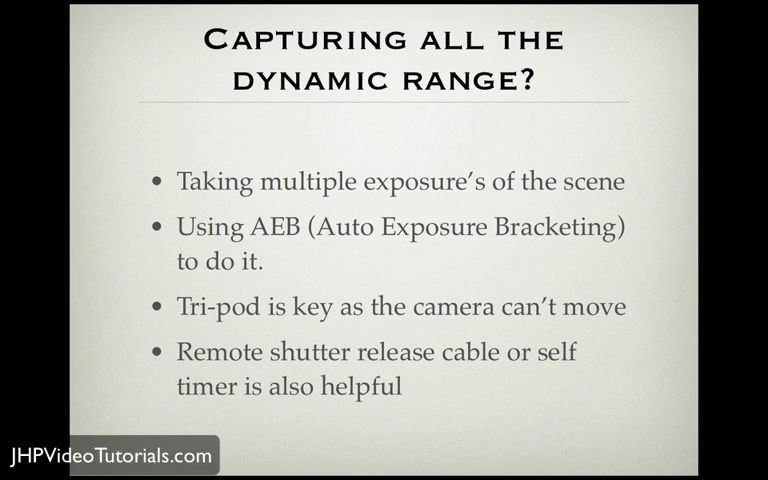 CAPTURING ALL THE
DYNAMIC RANGE?
• Taking multiple exposure's of the scene
• Using AEB (Auto Exposure Bracketing)
to do it.
• Tri-pod is key as the camera can't move
• Remote shutter release cable or self
timer is also helpful
JHPVideoTutorials.com